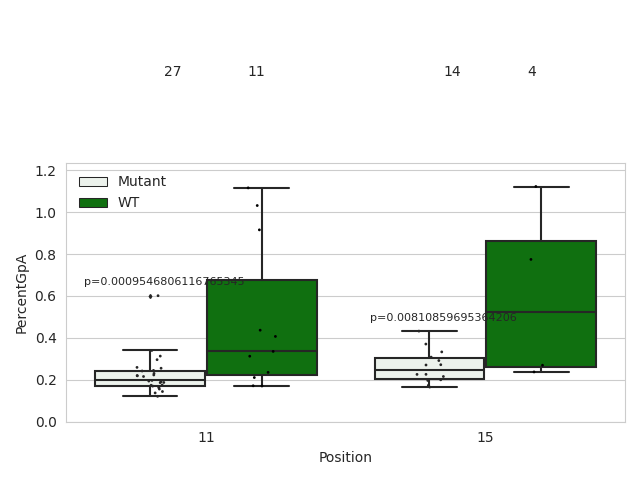 27 11 14 4
1.2
Mutant
WT
1.0
0.8
p=0.0009546806116765345
0.6
p=0.00810859695364206
0.4
0.2
0.0
PercentGpA
11 15
Position